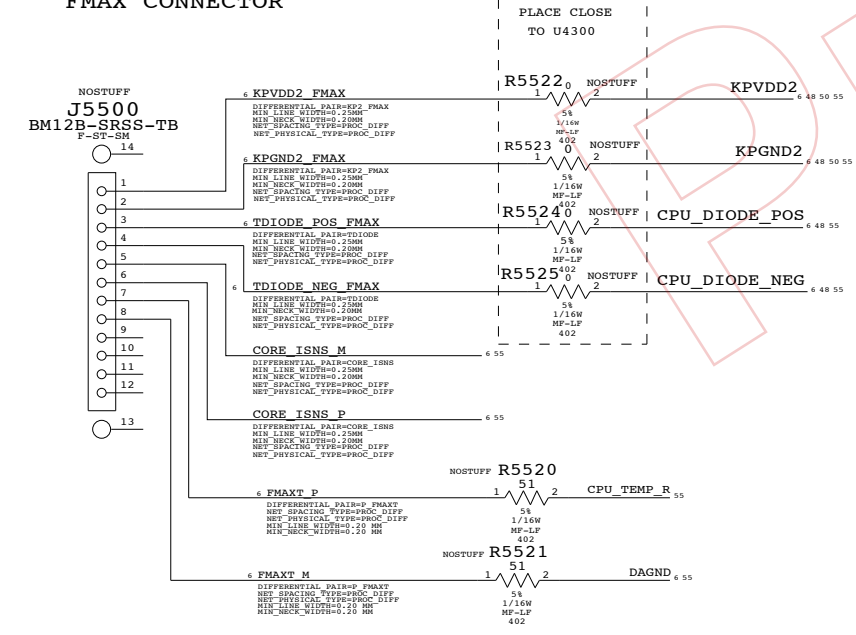 FMAX CONNECTOR
PLACE CLOSE
TO U4300
NOSTUFF
J5500
BM12B-SRSS-TB
F-ST-SM
14
1
2
3
4
5
6
7
8
9
10
11
12
13
6 KPVDD2_FMAX
DIFFERENTIAL_PAIR=KP2_FMAX
MIN_LINE_WIDTH=0.25MM
MIN_NECK_WIDTH=0.20MM
NET_SPACING_TYPE=PROC_DIFF
NET_PHYSICAL_TYPE=PROC_DIFF
R5522 0 NOSTUFF
1 2
5%
1/16W
MF-LF
402
KPVDD2 6 48 50 55
6 KPGND2_FMAX
DIFFERENTIAL_PAIR=KP2_FMAX
MIN_LINE_WIDTH=0.25MM
MIN_NECK_WIDTH=0.20MM
NET_SPACING_TYPE=PROC_DIFF
NET_PHYSICAL_TYPE=PROC_DIFF
R5523 0 NOSTUFF
1 2
5%
1/16W
MF-LF
402
KPGND2 6 48 50 55
6 TDIODE_POS_FMAX
DIFFERENTIAL_PAIR=TDIODE
MIN_LINE_WIDTH=0.25MM
MIN_NECK_WIDTH=0.20MM
NET_SPACING_TYPE=PROC_DIFF
NET_PHYSICAL_TYPE=PROC_DIFF
R5524 0 NOSTUFF
1 2
5%
1/16W
MF-LF
402
CPU_DIODE_POS 6 48 55
6 TDIODE_NEG_FMAX
DIFFERENTIAL_PAIR=TDIODE
MIN_LINE_WIDTH=0.25MM
MIN_NECK_WIDTH=0.20MM
NET_SPACING_TYPE=PROC_DIFF
NET_PHYSICAL_TYPE=PROC_DIFF
R5525 0 NOSTUFF
1 2
5%
1/16W
MF-LF
402
CPU_DIODE_NEG 6 48 55
CORE_ISNS_M 6 55
DIFFERENTIAL_PAIR=CORE_ISNS
MIN_LINE_WIDTH=0.25MM
MIN_NECK_WIDTH=0.20MM
NET_SPACING_TYPE=PROC_DIFF
NET_PHYSICAL_TYPE=PROC_DIFF
CORE_ISNS_P 6 55
DIFFERENTIAL_PAIR=CORE_ISNS
MIN_LINE_WIDTH=0.25MM
MIN_NECK_WIDTH=0.20MM
NET_SPACING_TYPE=PROC_DIFF
NET_PHYSICAL_TYPE=PROC_DIFF
6 FMAXT_P
DIFFERENTIAL_PAIR=P_FMAXT
NET_SPACING_TYPE=PROC_DIFF
NET_PHYSICAL_TYPE=PROC_DIFF
MIN_LINE_WIDTH=0.20 MM
MIN_NECK_WIDTH=0.20 MM
NOSTUFF R5520
51
1 2
5%
1/16W
MF-LF
402
CPU_TEMP_R 55
6 FMAXT_M
DIFFERENTIAL_PAIR=P_FMAXT
NET_SPACING_TYPE=PROC_DIFF
NET_PHYSICAL_TYPE=PROC_DIFF
MIN_LINE_WIDTH=0.20 MM
MIN_NECK_WIDTH=0.20 MM
NOSTUFF R5521
51
1 2
5%
1/16W
MF-LF
402
DAGND 6 55